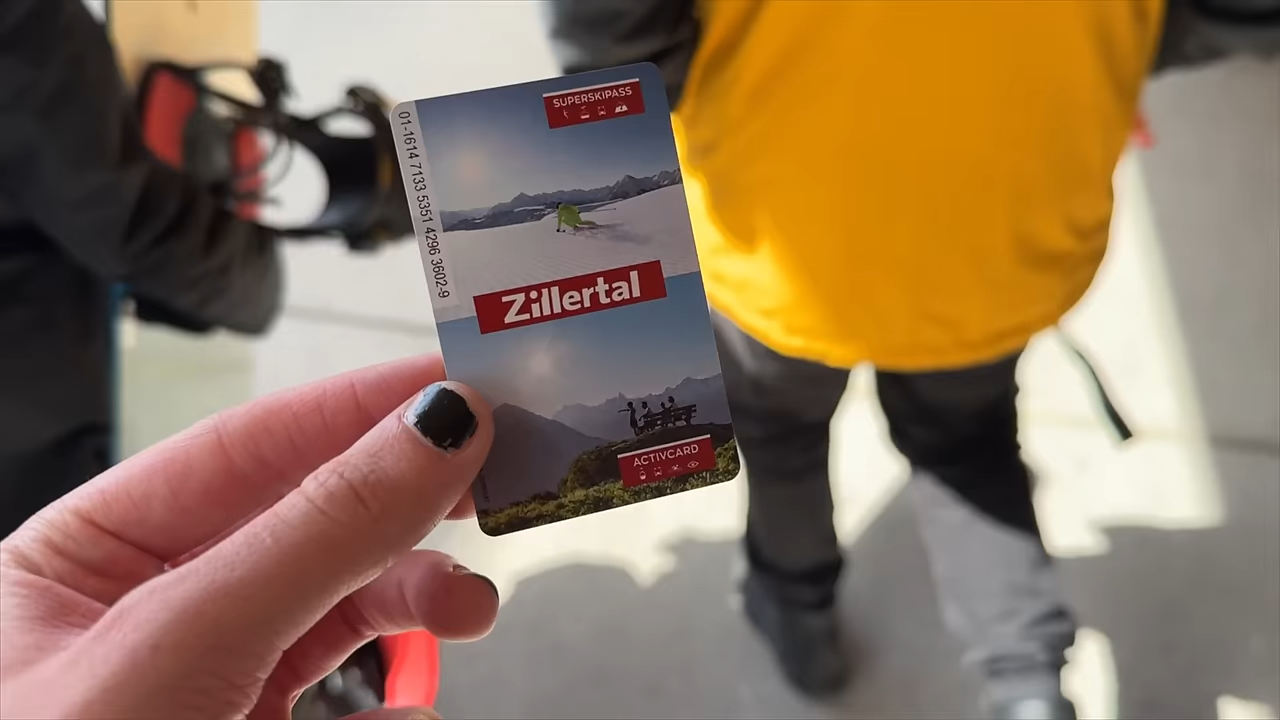 SUPERSKIPASS
01-1614 7133 5351 4296 3602-9
Zillertal
ACTIVCARD